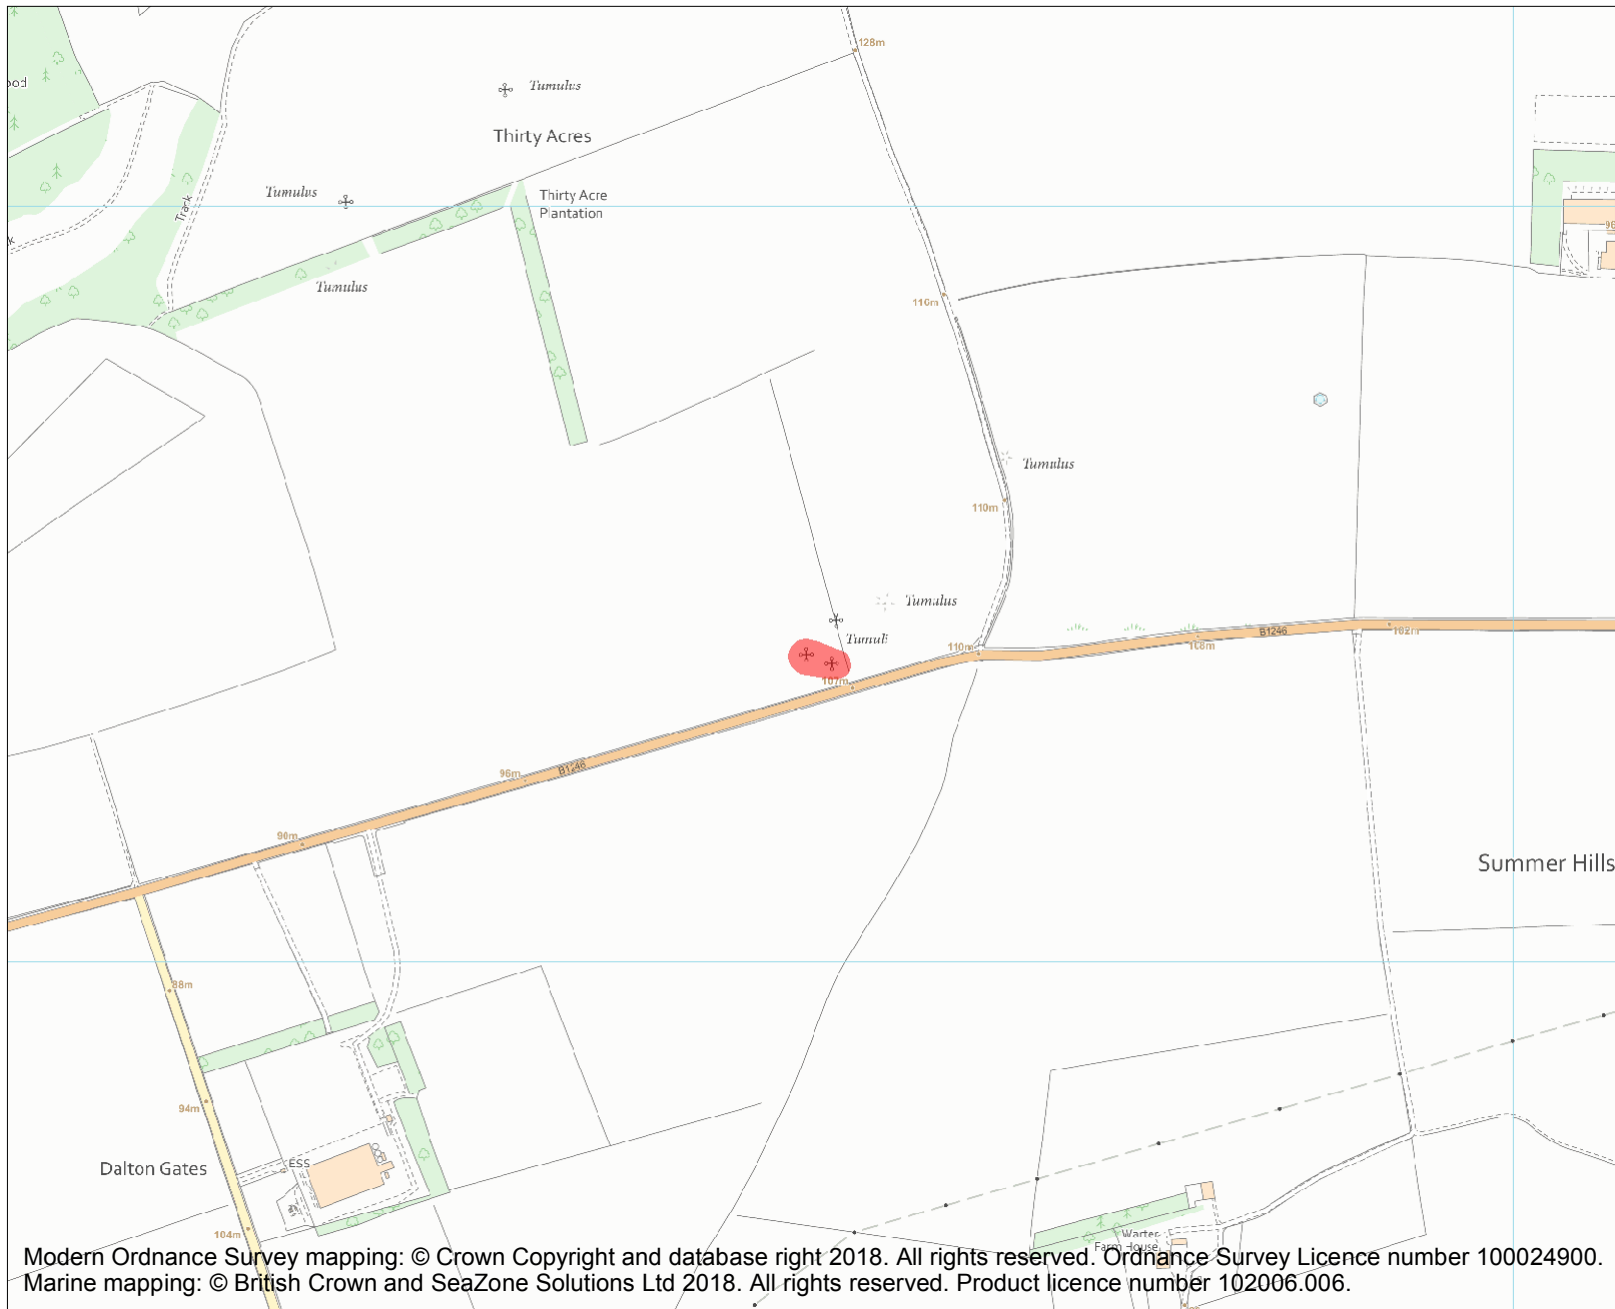 128m
Tumulus
Thirty Acres
Tumulus
Track
Thirty Acre
Plantation
Tumulus
110m
Tumulus
110m
Tumulus
Tumuli
110m
B1246
102m
108m
107m
96m
B1246
90m
Summer Hills
88m
94m
Dalton Gates
ESS
104m
Warter
Farm House
Modern Ordnance Survey mapping: © Crown Copyright and database right 2018. All rights reserved. Ordnance Survey Licence number 100024900.
Marine mapping: © British Crown and SeaZone Solutions Ltd 2018. All rights reserved. Product licence number 102006.006.